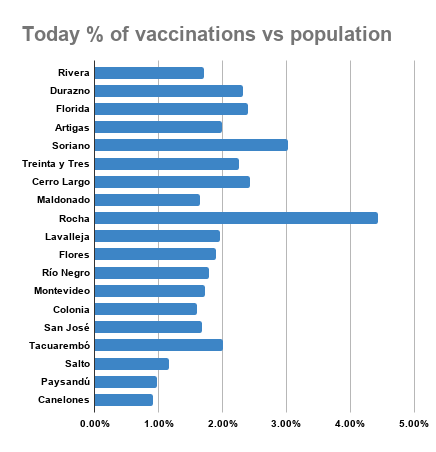 Today % of vaccinations vs population
Rivera
Durazno
Florida
Artigas
Soriano
Treinta y Tres
Cerro Largo
Maldonado
Rocha
Lavalleja
Flores
Río Negro
Montevideo
Colonia
San José
Tacuarembó
Salto
Paysandú
Canelones
0.00% 1.00% 2.00% 3.00% 4.00% 5.00%